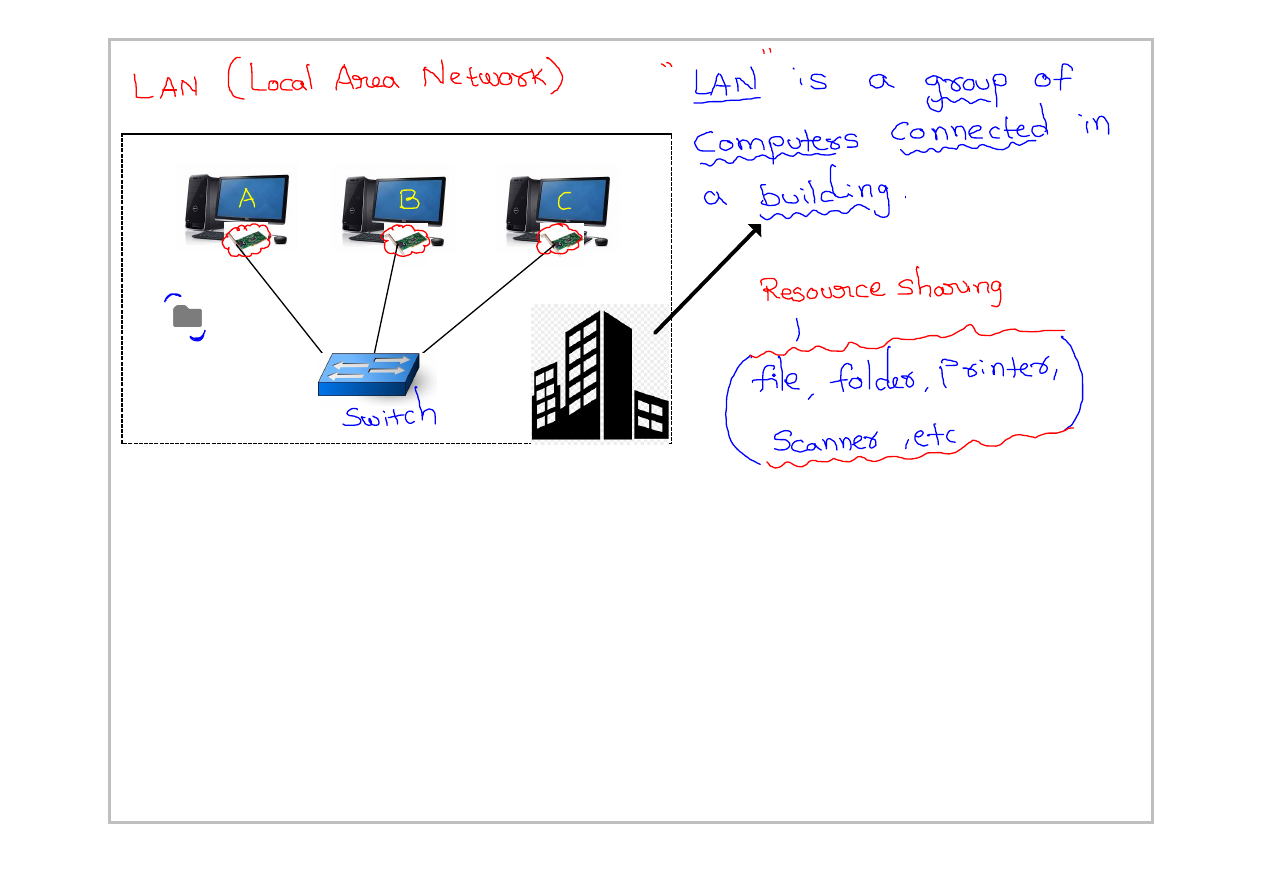 LAN (Local Area Network)
"LAN" is a group of
Computers connected in
a building.
A B C
Switch
Resource sharing
file, folder, Printer,
Scanner, etc